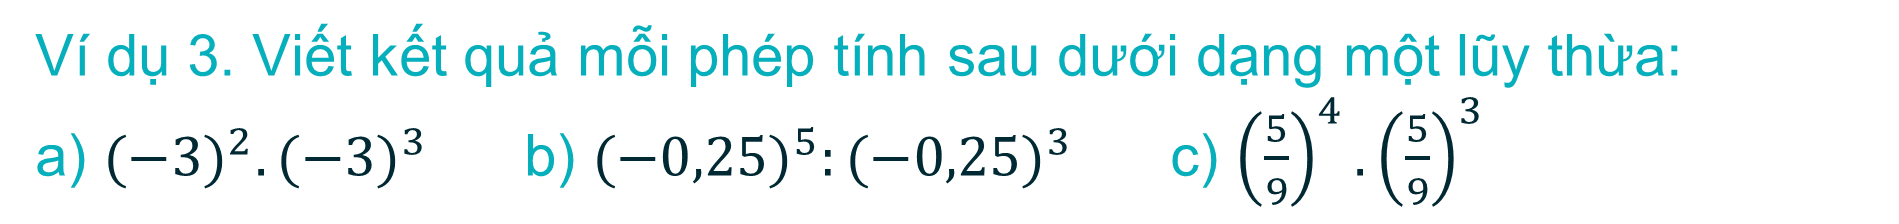 Ví dụ 3. Viết kết quả mỗi phép tính sau dưới dạng một lũy thừa:
a) (−3)². (−3)³ b) (−0,25)⁵: (−0,25)³ c) (5/9)⁴ . (5/9)³